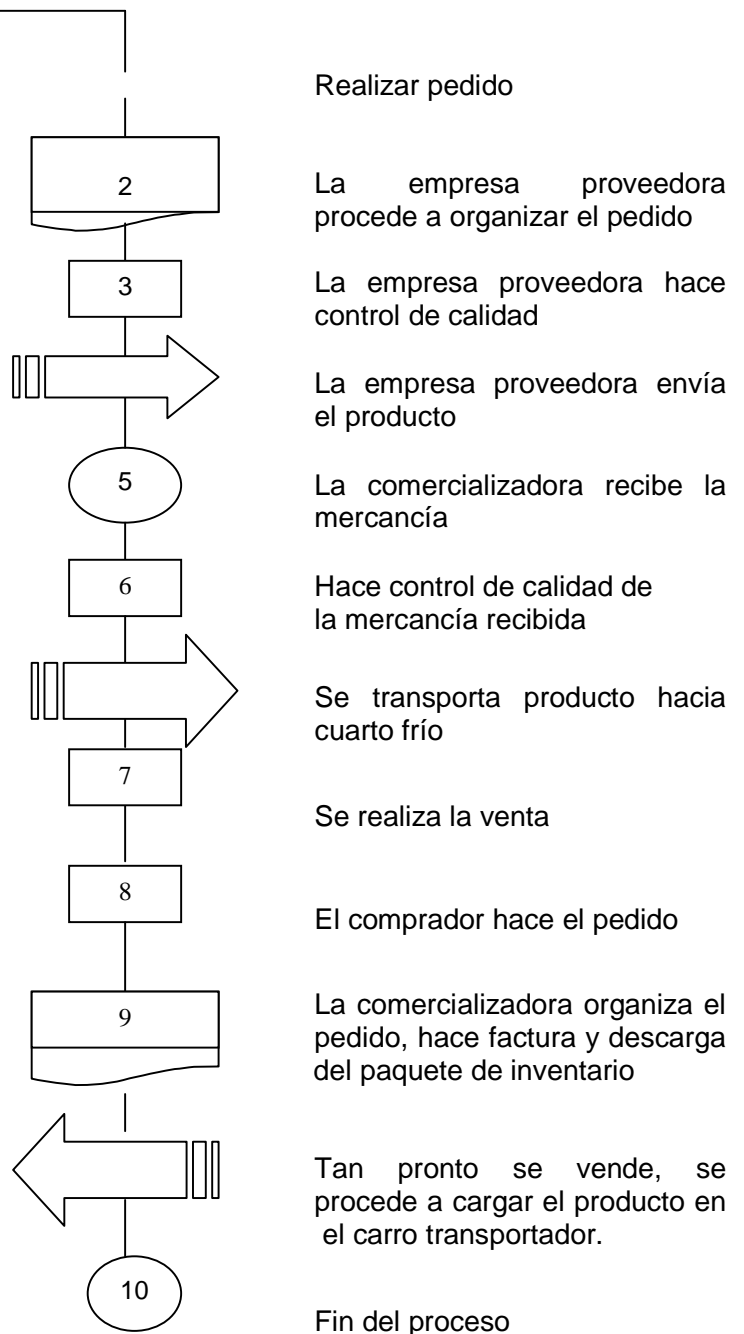 Realizar pedido
2
La empresa proveedora
procede a organizar el pedido
3
La empresa proveedora hace
control de calidad
La empresa proveedora envía
el producto
5
La comercializadora recibe la
mercancía
6
Hace control de calidad de
la mercancía recibida
Se transporta producto hacia
cuarto frío
7
Se realiza la venta
8
El comprador hace el pedido
9
La comercializadora organiza el
pedido, hace factura y descarga
del paquete de inventario
Tan pronto se vende, se
procede a cargar el producto en
el carro transportador.
10
Fin del proceso